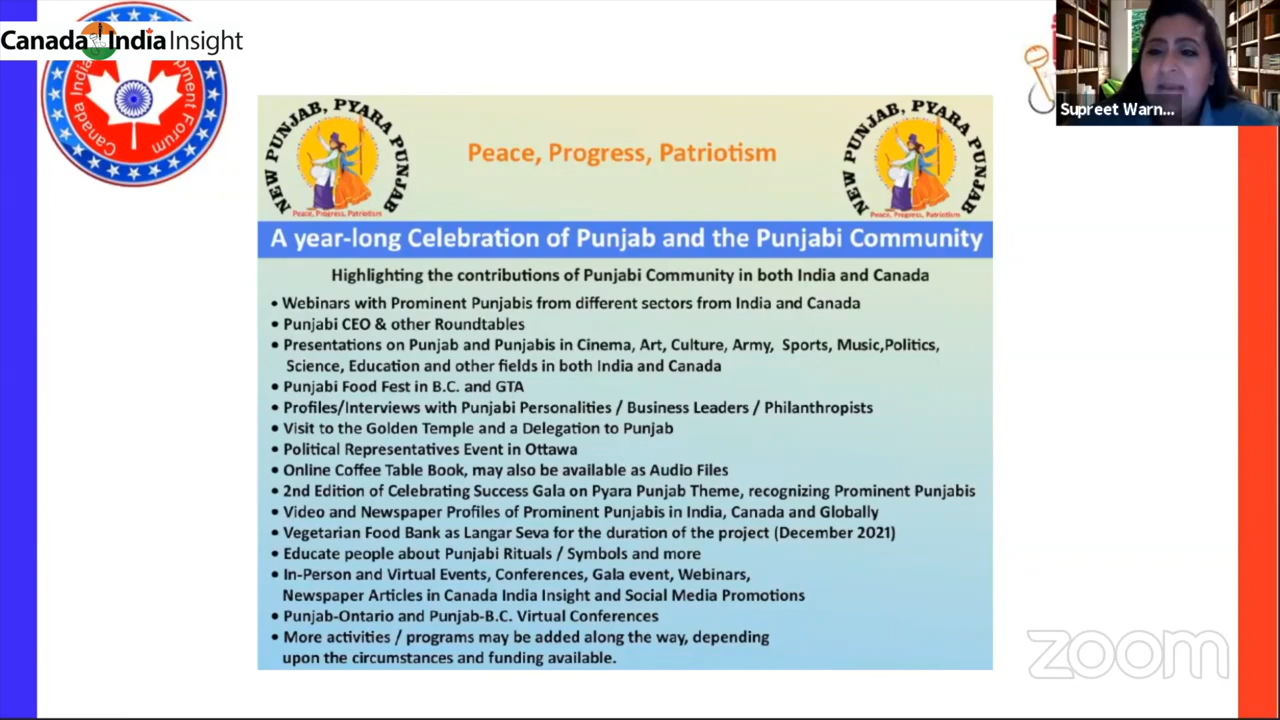 Canada India Insight
Canada India
opment Forum
Supreet Warn...
NEW PUNJAB, PYARA PUNJAB
Peace, Progress, Patriotism
Peace, Progress, Patriotism
NEW PUNJAB, PYARA PUNJAB
Peace, Progress, Patriotism
A year-long Celebration of Punjab and the Punjabi Community
Highlighting the contributions of Punjabi Community in both India and Canada
• Webinars with Prominent Punjabis from different sectors from India and Canada
• Punjabi CEO & other Roundtables
• Presentations on Punjab and Punjabis in Cinema, Art, Culture, Army, Sports, Music,Politics,
Science, Education and other fields in both India and Canada
• Punjabi Food Fest in B.C. and GTA
• Profiles/Interviews with Punjabi Personalities / Business Leaders / Philanthropists
• Visit to the Golden Temple and a Delegation to Punjab
• Political Representatives Event in Ottawa
• Online Coffee Table Book, may also be available as Audio Files
• 2nd Edition of Celebrating Success Gala on Pyara Punjab Theme, recognizing Prominent Punjabis
• Video and Newspaper Profiles of Prominent Punjabis in India, Canada and Globally
• Vegetarian Food Bank as Langar Seva for the duration of the project (December 2021)
• Educate people about Punjabi Rituals / Symbols and more
• In-Person and Virtual Events, Conferences, Gala event, Webinars,
Newspaper Articles in Canada India Insight and Social Media Promotions
• Punjab-Ontario and Punjab-B.C. Virtual Conferences
• More activities / programs may be added along the way, depending
upon the circumstances and funding available.
zoom